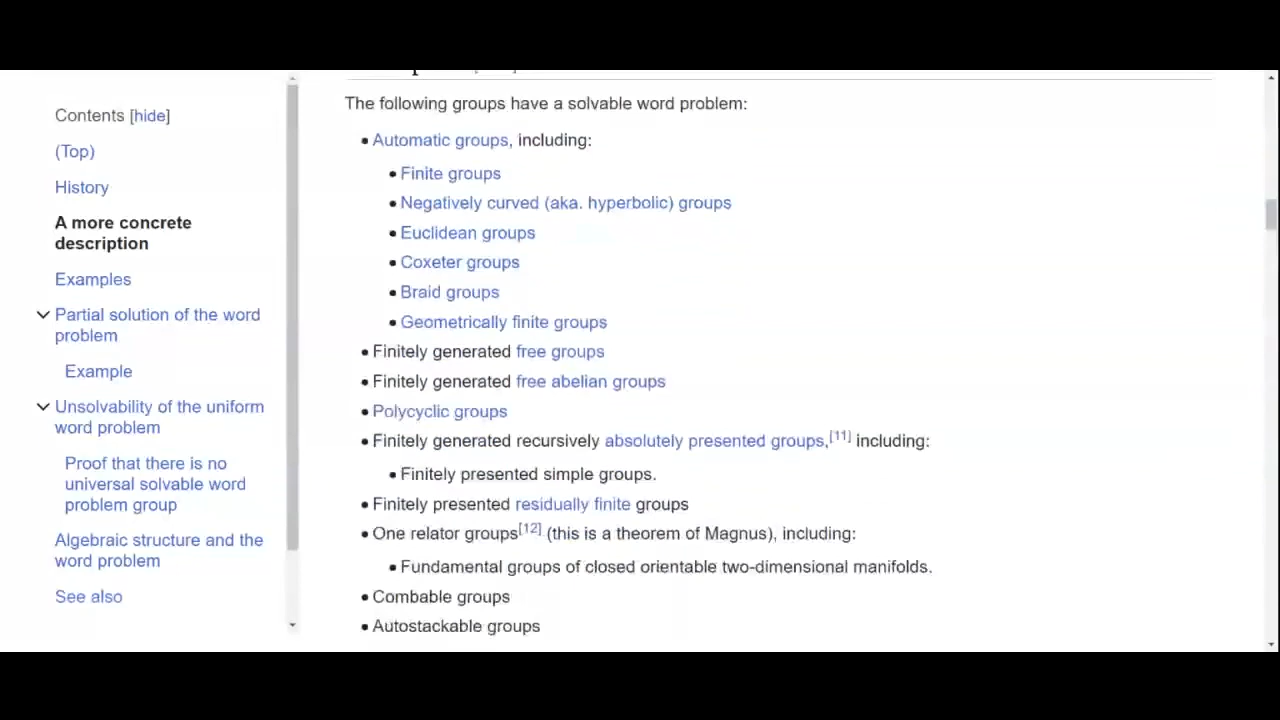 Contents [hide]
(Top)
History
A more concrete
description
Examples
Partial solution of the word
problem
Example
Unsolvability of the uniform
word problem
Proof that there is no
universal solvable word
problem group
Algebraic structure and the
word problem
See also
The following groups have a solvable word problem:
• Automatic groups, including:
• Finite groups
• Negatively curved (aka. hyperbolic) groups
• Euclidean groups
• Coxeter groups
• Braid groups
• Geometrically finite groups
• Finitely generated free groups
• Finitely generated free abelian groups
• Polycyclic groups
• Finitely generated recursively absolutely presented groups,[11] including:
• Finitely presented simple groups.
• Finitely presented residually finite groups
• One relator groups[12] (this is a theorem of Magnus), including:
• Fundamental groups of closed orientable two-dimensional manifolds.
• Combable groups
• Autostackable groups